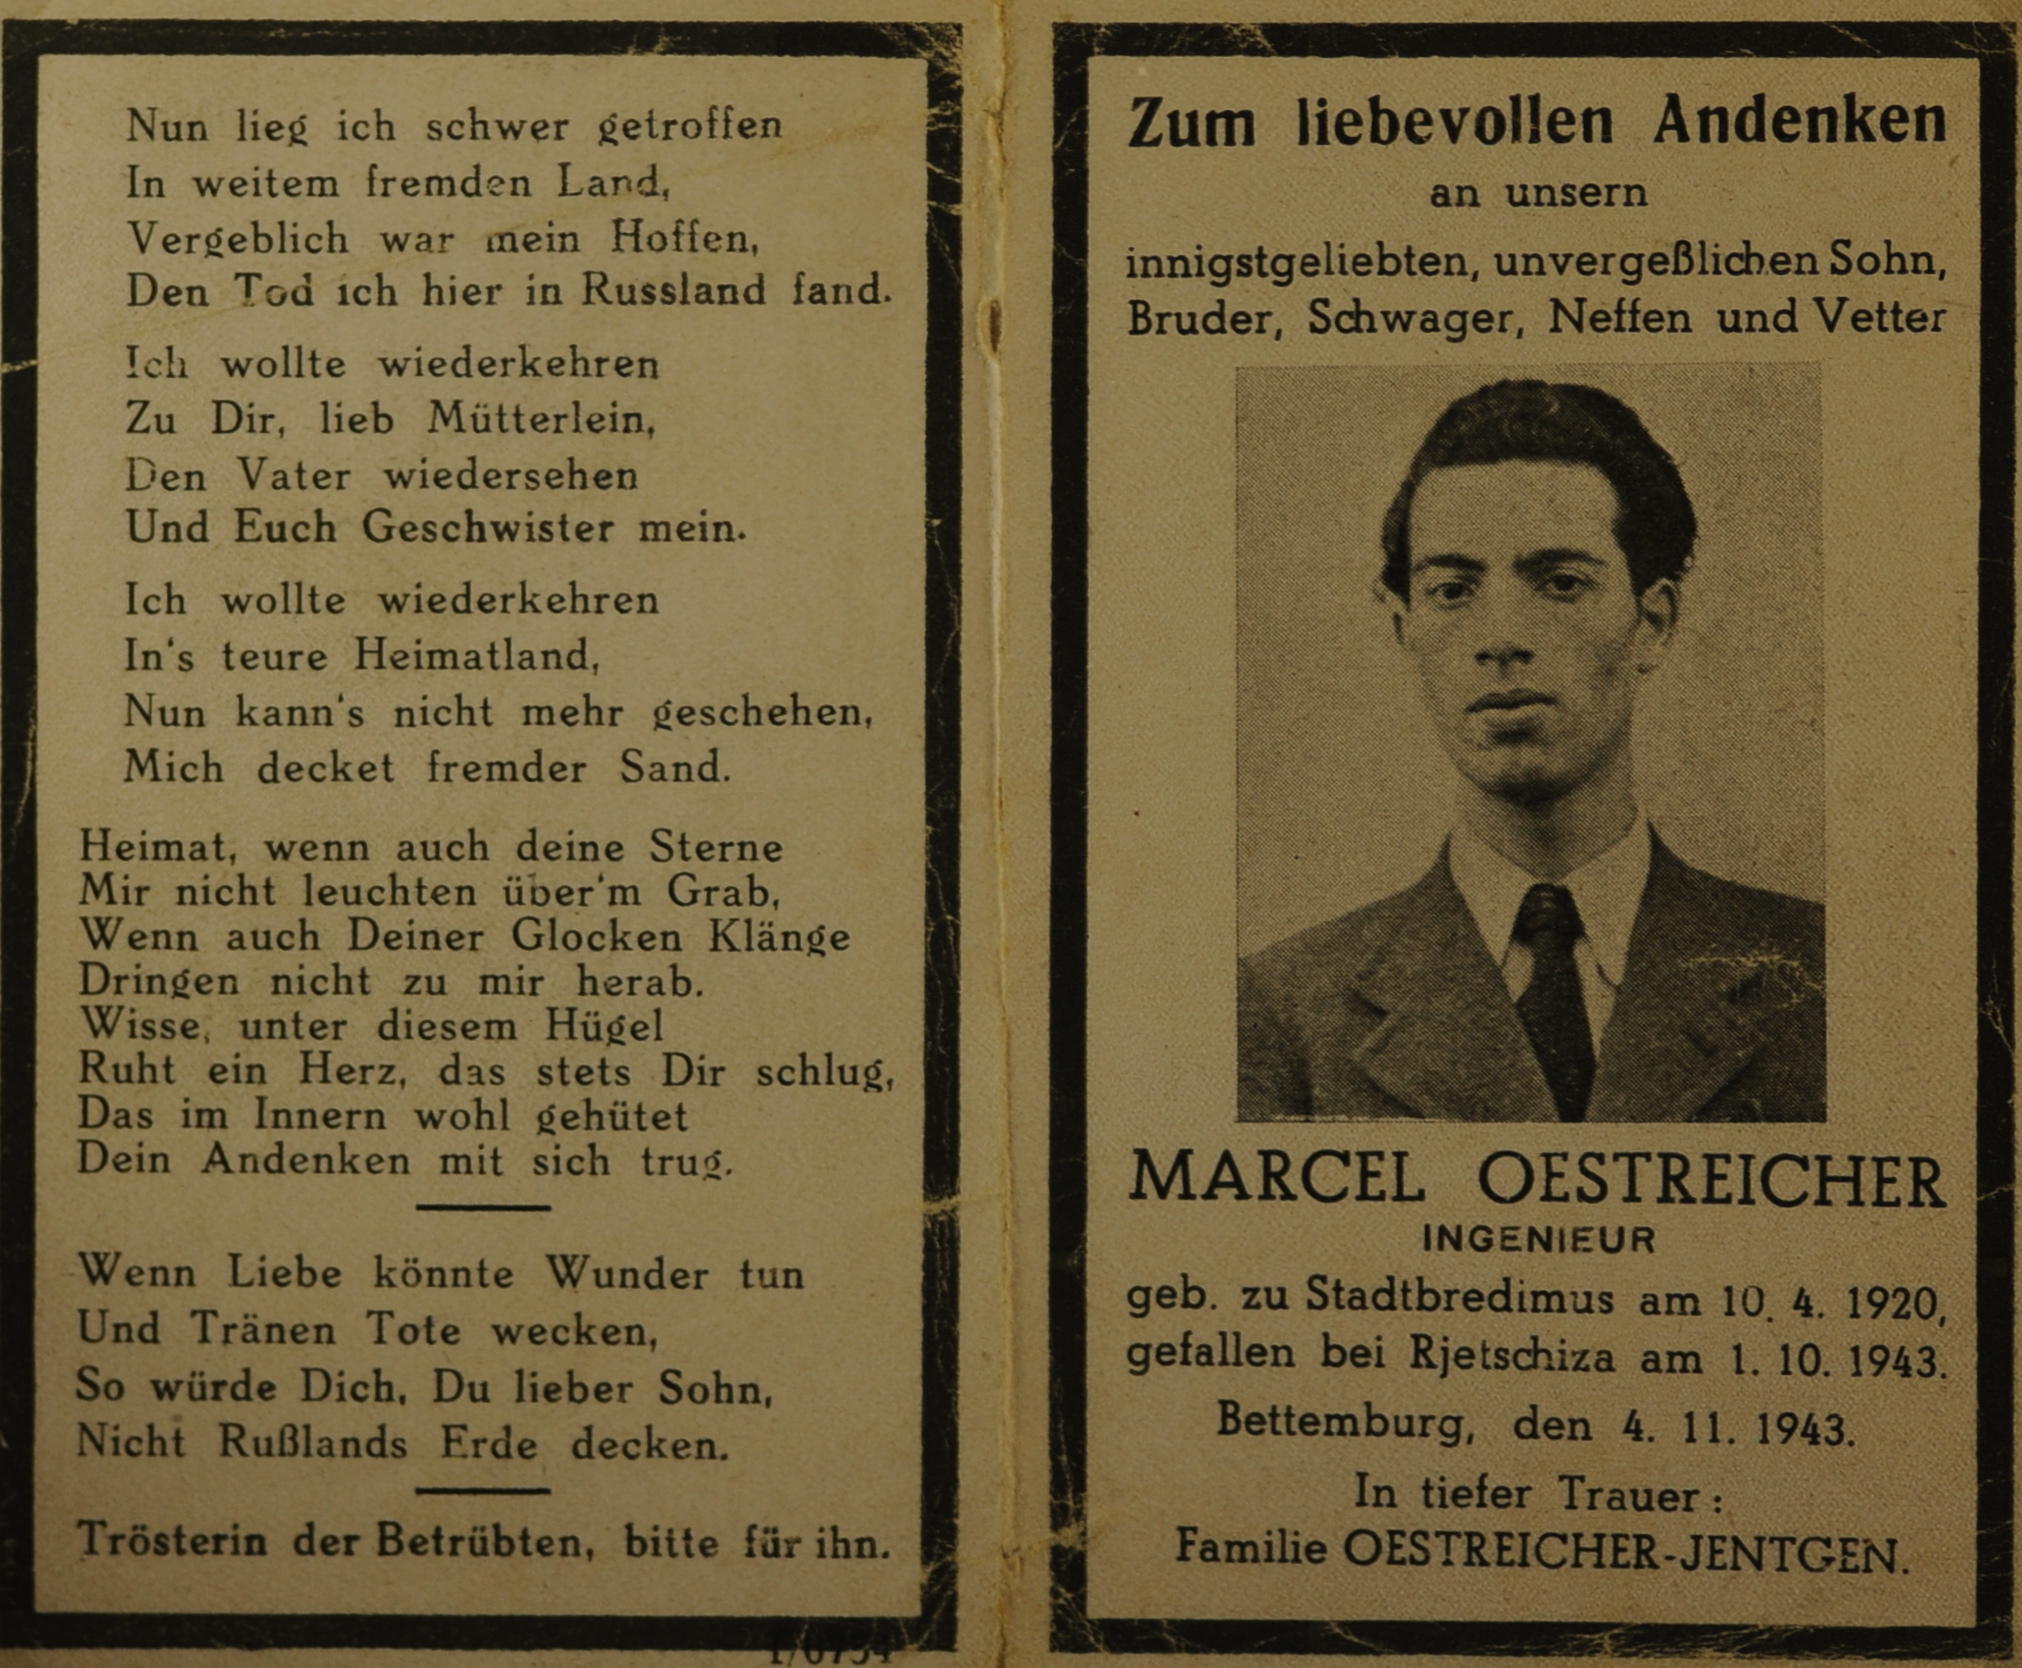 Nun lieg ich schwer getroffen
In weitem fremden Land,
Vergeblich war mein Hoffen,
Den Tod ich hier in Russland fand.
Ich wollte wiederkehren
Zu Dir, lieb Mütterlein,
Den Vater wiedersehen
Und Euch Geschwister mein.
Ich wollte wiederkehren
In's teure Heimatland,
Nun kann's nicht mehr geschehen,
Mich decket fremder Sand.
Heimat, wenn auch deine Sterne
Mir nicht leuchten über'm Grab,
Wenn auch Deiner Glocken Klänge
Dringen nicht zu mir herab.
Wisse, unter diesem Hügel
Ruht ein Herz, das stets Dir schlug,
Das im Innern wohl gehütet
Dein Andenken mit sich trug.
Wenn Liebe könnte Wunder tun
Und Tränen Tote wecken,
So würde Dich, Du lieber Sohn,
Nicht Rußlands Erde decken.
Trösterin der Betrübten, bitte für ihn.
Zum liebevollen Andenken
an unsern
innigstgeliebten, unvergeßlichen Sohn,
Bruder, Schwager, Neffen und Vetter
MARCEL OESTREICHER
INGENIEUR
geb. zu Stadtbredimus am 10. 4. 1920,
gefallen bei Rjetschiza am 1. 10. 1943.
Bettemburg, den 4. 11. 1943.
In tiefer Trauer :
Familie OESTREICHER-JENTGEN.